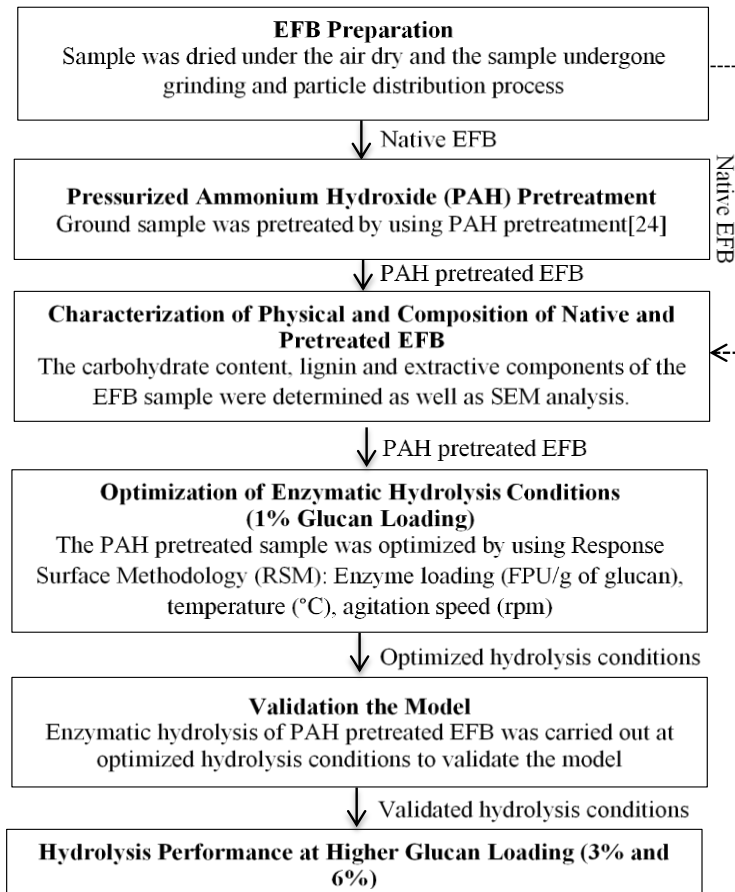 EFB Preparation
Sample was dried under the air dry and the sample undergone
grinding and particle distribution process
Native EFB
Native EFB
Pressurized Ammonium Hydroxide (PAH) Pretreatment
Ground sample was pretreated by using PAH pretreatment[24]
PAH pretreated EFB
Characterization of Physical and Composition of Native and
Pretreated EFB
The carbohydrate content, lignin and extractive components of the
EFB sample were determined as well as SEM analysis.
PAH pretreated EFB
Optimization of Enzymatic Hydrolysis Conditions
(1% Glucan Loading)
The PAH pretreated sample was optimized by using Response
Surface Methodology (RSM): Enzyme loading (FPU/g of glucan),
temperature (°C), agitation speed (rpm)
Optimized hydrolysis conditions
Validation the Model
Enzymatic hydrolysis of PAH pretreated EFB was carried out at
optimized hydrolysis conditions to validate the model
Validated hydrolysis conditions
Hydrolysis Performance at Higher Glucan Loading (3% and
6%)